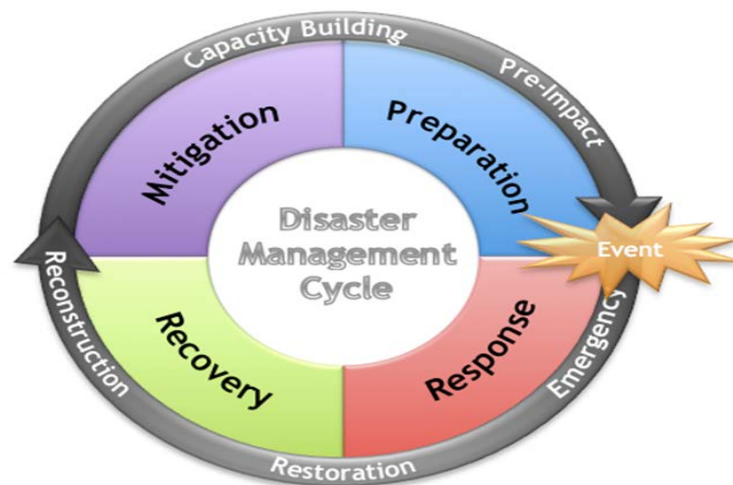 Capacity Building
Pre-Impact
Mitigation
Preparation
Disaster
Management
Cycle
Event
Reconstruction
Recovery
Response
Emergency
Restoration